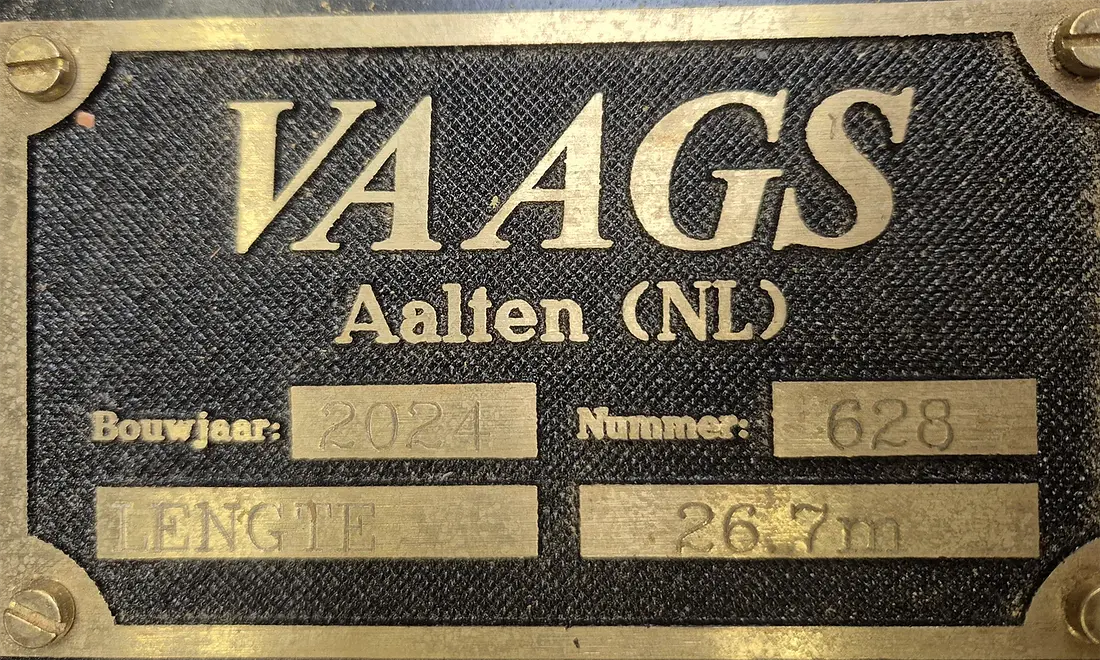 VAAGS
Aalten (NL)
Bouwjaar: 2024 Nummer: 628
LENGTE 26.7m